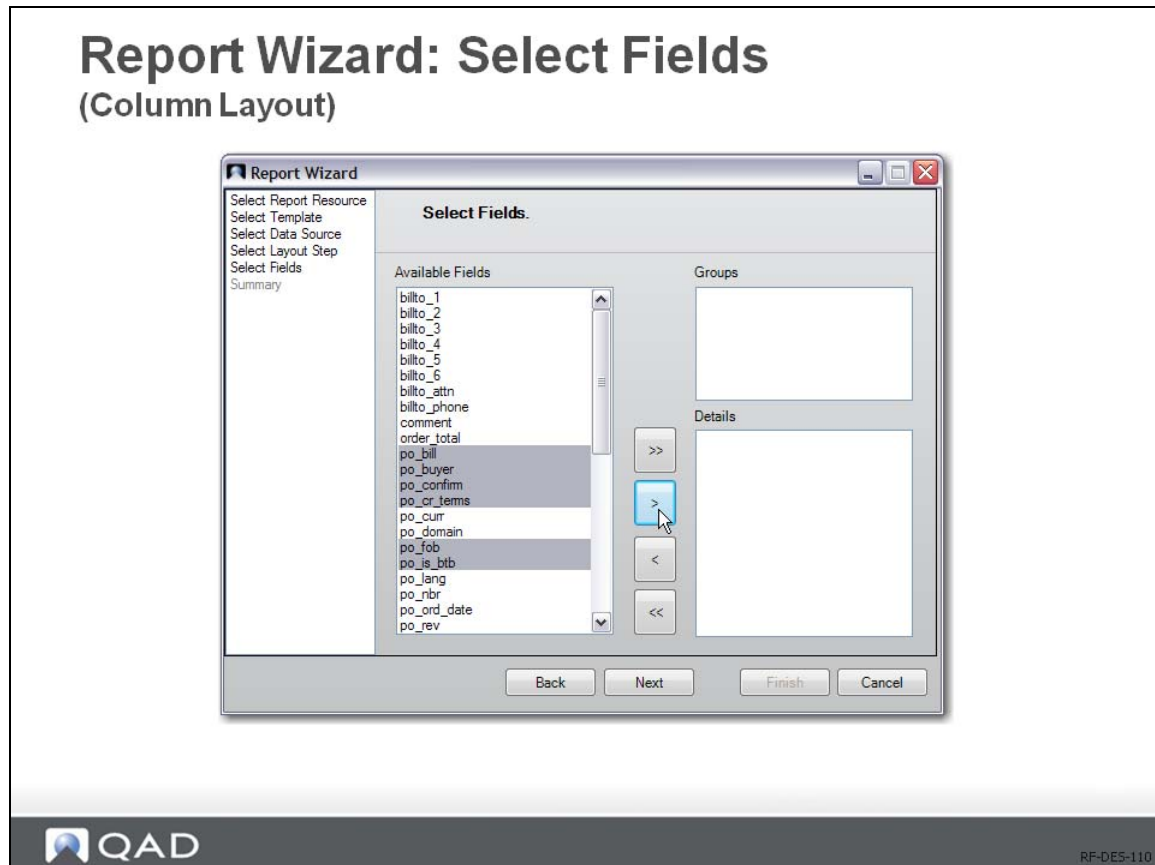 Report Wizard: Select Fields
(Column Layout)
Report Wizard
Select Report Resource
Select Template
Select Data Source
Select Layout Step
Select Fields
Summary
Select Fields.
Available Fields
billto_1
billto_2
billto_3
billto_4
billto_5
billto_6
billto_attn
billto_phone
comment
order_total
po_bill
po_buyer
po_confirm
po_cr_terms
po_curr
po_domain
po_fob
po_is_btb
po_lang
po_nbr
po_ord_date
po_rev
>>
>
<
<<
Groups
Details
Back
Next
Finish
Cancel
QAD
RF-DES-110